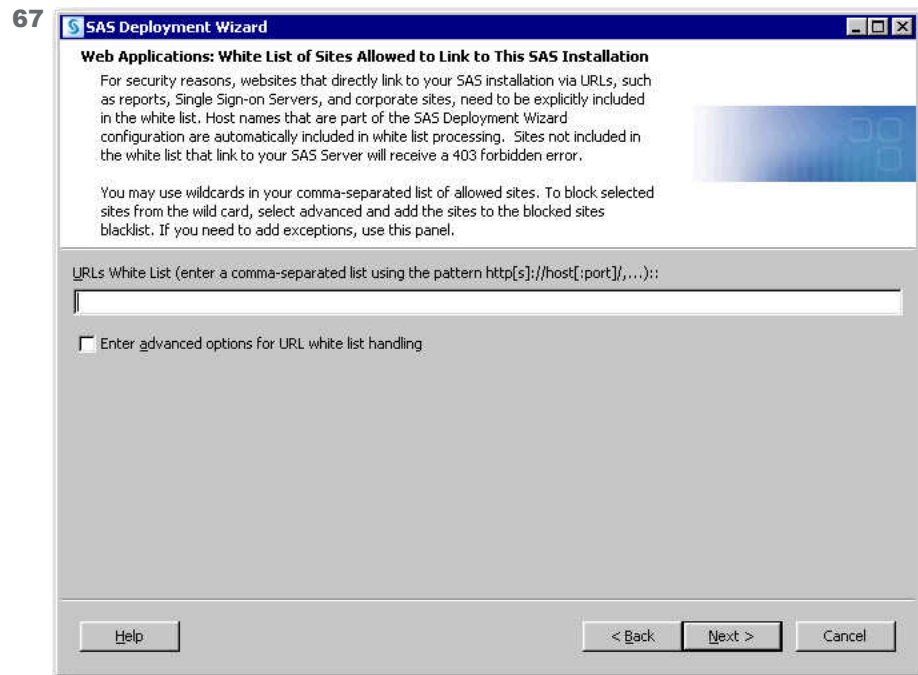 67
SAS Deployment Wizard
Web Applications: White List of Sites Allowed to Link to This SAS Installation
For security reasons, websites that directly link to your SAS installation via URLs, such
as reports, Single Sign-on Servers, and corporate sites, need to be explicitly included
in the white list. Host names that are part of the SAS Deployment Wizard
configuration are automatically included in white list processing. Sites not included in
the white list that link to your SAS Server will receive a 403 forbidden error.
You may use wildcards in your comma-separated list of allowed sites. To block selected
sites from the wild card, select advanced and add the sites to the blocked sites
blacklist. If you need to add exceptions, use this panel.
URLs White List (enter a comma-separated list using the pattern http[s]://host[:port]/,...)::
Enter advanced options for URL white list handling
Help
< Back
Next >
Cancel